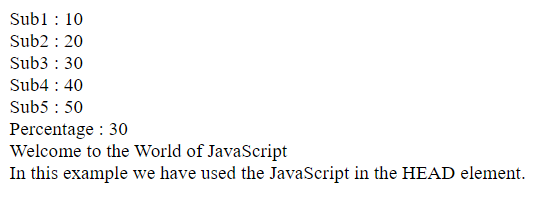 Sub1 : 10
Sub2 : 20
Sub3 : 30
Sub4 : 40
Sub5 : 50
Percentage : 30
Welcome to the World of JavaScript
In this example we have used the JavaScript in the HEAD element.